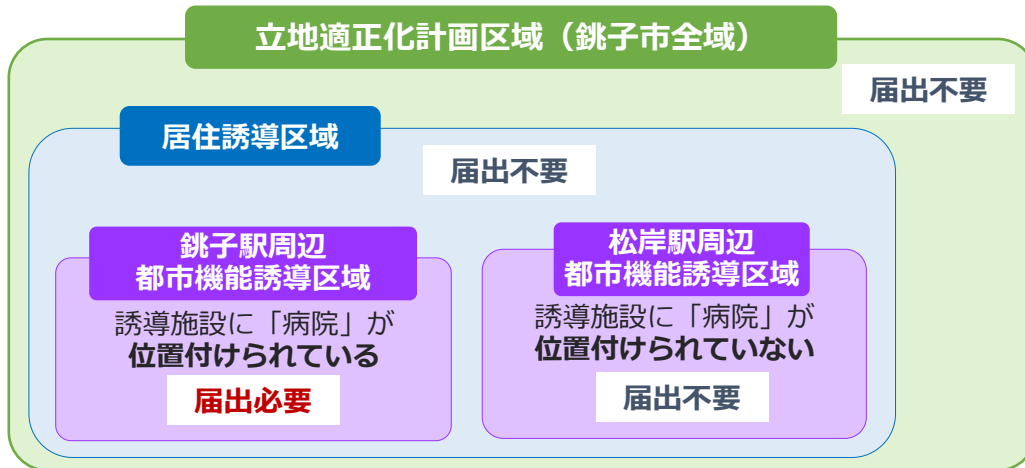 立地適正化計画区域（銚子市全域）
届出不要
居住誘導区域
届出不要
銚子駅周辺
都市機能誘導区域
誘導施設に「病院」が
位置付けられている
届出必要
松岸駅周辺
都市機能誘導区域
誘導施設に「病院」が
位置付けられていない
届出不要